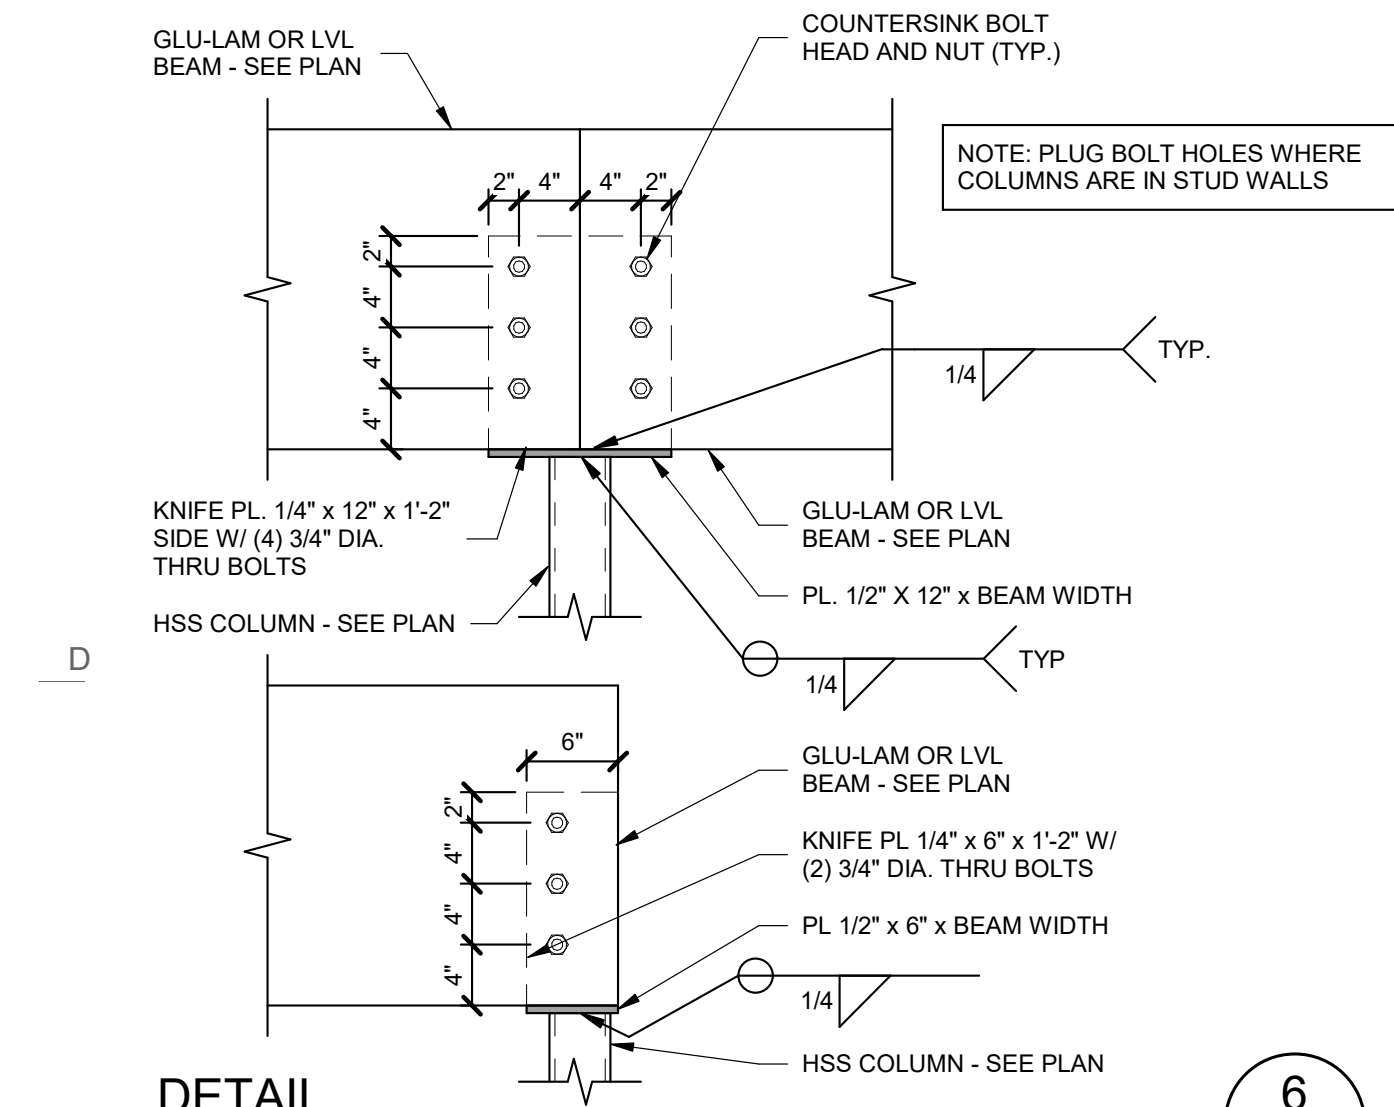 GLU-LAM OR LVL
BEAM - SEE PLAN
COUNTERSINK BOLT
HEAD AND NUT (TYP.)
NOTE: PLUG BOLT HOLES WHERE
COLUMNS ARE IN STUD WALLS
2" 4" 4" 2"
2"
4"
4"
4"
1/4
TYP.
KNIFE PL. 1/4" x 12" x 1'-2"
SIDE W/ (4) 3/4" DIA.
THRU BOLTS
HSS COLUMN - SEE PLAN
GLU-LAM OR LVL
BEAM - SEE PLAN
PL. 1/2" X 12" x BEAM WIDTH
1/4
TYP
D
6"
2"
4"
4"
4"
GLU-LAM OR LVL
BEAM - SEE PLAN
KNIFE PL 1/4" x 6" x 1'-2" W/
(2) 3/4" DIA. THRU BOLTS
PL 1/2" x 6" x BEAM WIDTH
1/4
HSS COLUMN - SEE PLAN
DETAIL
6